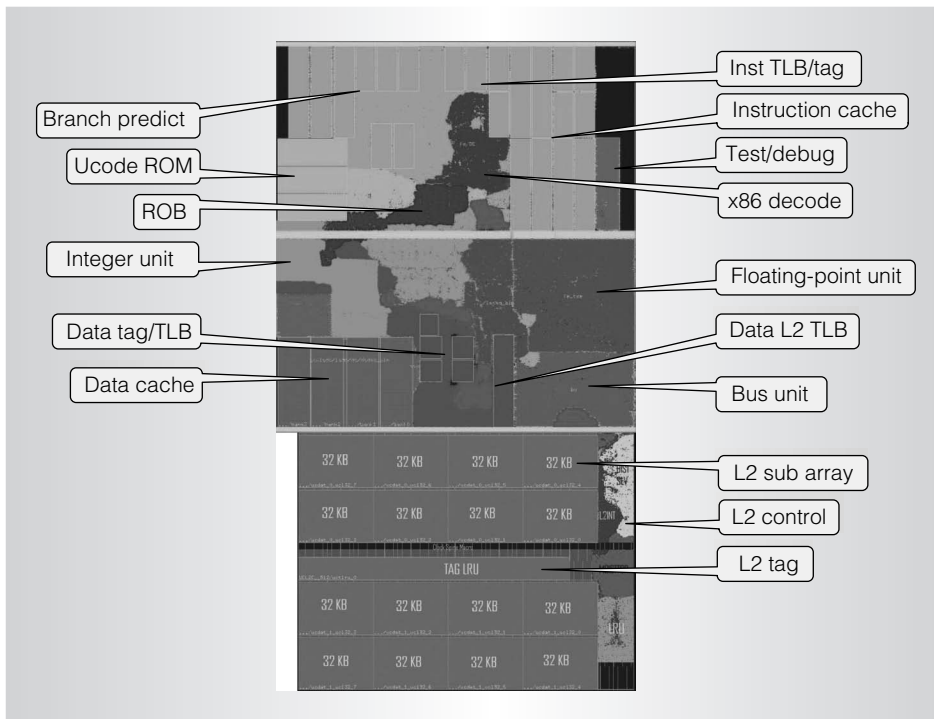 Inst TLB/tag
Branch predict
Instruction cache
Ucode ROM
Test/debug
ROB
x86 decode
Integer unit
Floating-point unit
Data tag/TLB
Data L2 TLB
Data cache
Bus unit
32 KB 32 KB 32 KB 32 KB
L2 sub array
32 KB 32 KB 32 KB 32 KB
L2INT
L2 control
TAG LRU
L2 tag
32 KB 32 KB 32 KB 32 KB
LRU
32 KB 32 KB 32 KB 32 KB